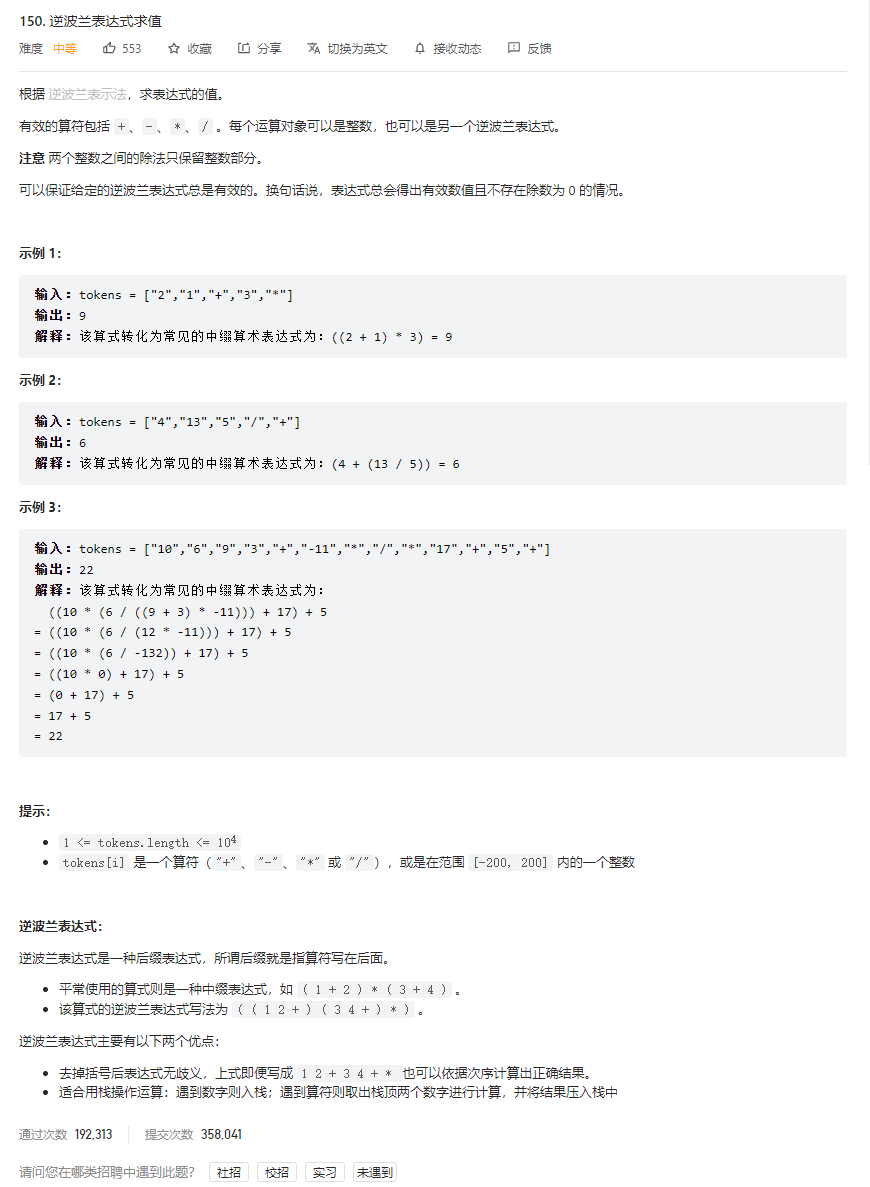 150. 逆波兰表达式求值
难度 中等 553 收藏 分享 切换为英文 接收动态 反馈
根据 逆波兰表示法，求表达式的值。
有效的算符包括 +、-、*、/ 。每个运算对象可以是整数，也可以是另一个逆波兰表达式。
注意 两个整数之间的除法只保留整数部分。
可以保证给定的逆波兰表达式总是有效的。换句话说，表达式总会得出有效数值且不存在除数为 0 的情况。
示例 1：
输入：tokens = ["2","1","+","3","*"]
输出：9
解释：该算式转化为常见的中缀算术表达式为：((2 + 1) * 3) = 9
示例 2：
输入：tokens = ["4","13","5","/","+"]
输出：6
解释：该算式转化为常见的中缀算术表达式为：(4 + (13 / 5)) = 6
示例 3：
输入：tokens = ["10","6","9","3","+","-11","*","/","*","17","+","5","+"]
输出：22
解释：该算式转化为常见的中缀算术表达式为：
((10 * (6 / ((9 + 3) * -11))) + 17) + 5
= ((10 * (6 / (12 * -11))) + 17) + 5
= ((10 * (6 / -132)) + 17) + 5
= ((10 * 0) + 17) + 5
= (0 + 17) + 5
= 17 + 5
= 22
提示：
1 <= tokens.length <= 10⁴
tokens[i] 是一个算符（"+"、"-"、"*" 或 "/"），或是在范围 [-200, 200] 内的一个整数
逆波兰表达式：
逆波兰表达式是一种后缀表达式，所谓后缀就是指算符写在后面。
平常使用的算式则是一种中缀表达式，如 ( 1 + 2 ) * ( 3 + 4 ) 。
该算式的逆波兰表达式写法为 ( ( 1 2 + ) ( 3 4 + ) * ) 。
逆波兰表达式主要有以下两个优点：
去掉括号后表达式无歧义，上式即便写成 1 2 + 3 4 + * 也可以依据次序计算出正确结果。
适合用栈操作运算：遇到数字则入栈；遇到算符则取出栈顶两个数字进行计算，并将结果压入栈中
通过次数 192,313 提交次数 358,041
请问您在哪类招聘中遇到此题？ 社招 校招 实习 未遇到